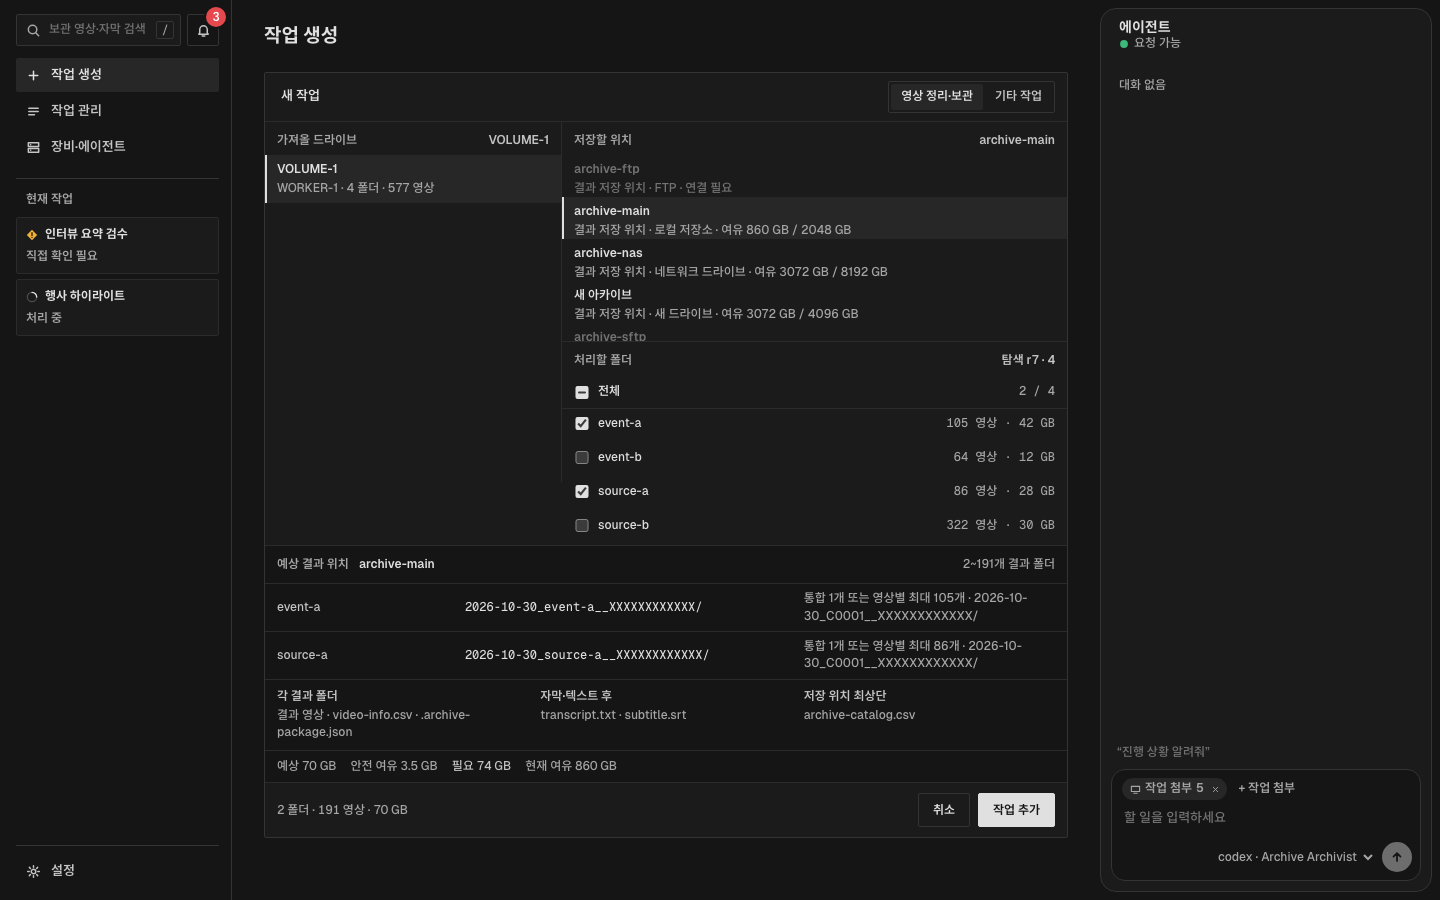 보관 영상·자막 검색 /
3
작업 생성
작업 관리
장비·에이전트
현재 작업
인터뷰 요약 검수
직접 확인 필요
행사 하이라이트
처리 중
설정
작업 생성
새 작업
영상 정리·보관 기타 작업
가져올 드라이브 VOLUME-1
VOLUME-1
WORKER-1 · 4 폴더 · 577 영상
저장할 위치 archive-main
archive-ftp
결과 저장 위치 · FTP · 연결 필요
archive-main
결과 저장 위치 · 로컬 저장소 · 여유 860 GB / 2048 GB
archive-nas
결과 저장 위치 · 네트워크 드라이브 · 여유 3072 GB / 8192 GB
새 아카이브
결과 저장 위치 · 새 드라이브 · 여유 3072 GB / 4096 GB
archive-sftp
처리할 폴더 탐색 r7 · 4
전체 2 / 4
event-a 105 영상 · 42 GB
event-b 64 영상 · 12 GB
source-a 86 영상 · 28 GB
source-b 322 영상 · 30 GB
예상 결과 위치 archive-main 2~191개 결과 폴더
event-a 2026-10-30_event-a__XXXXXXXXXXXX/ 통합 1개 또는 영상별 최대 105개 · 2026-10-
30_C0001__XXXXXXXXXXXX/
source-a 2026-10-30_source-a__XXXXXXXXXXXX/ 통합 1개 또는 영상별 최대 86개 · 2026-10-
30_C0001__XXXXXXXXXXXX/
각 결과 폴더 자막·텍스트 후 저장 위치 최상단
결과 영상 · video-info.csv · .archive- transcript.txt · subtitle.srt archive-catalog.csv
package.json
예상 70 GB 안전 여유 3.5 GB 필요 74 GB 현재 여유 860 GB
2 폴더 · 191 영상 · 70 GB 취소 작업 추가
에이전트
요청 가능
대화 없음
“진행 상황 알려줘”
작업 첨부 5 × + 작업 첨부
할 일을 입력하세요
codex · Archive Archivist